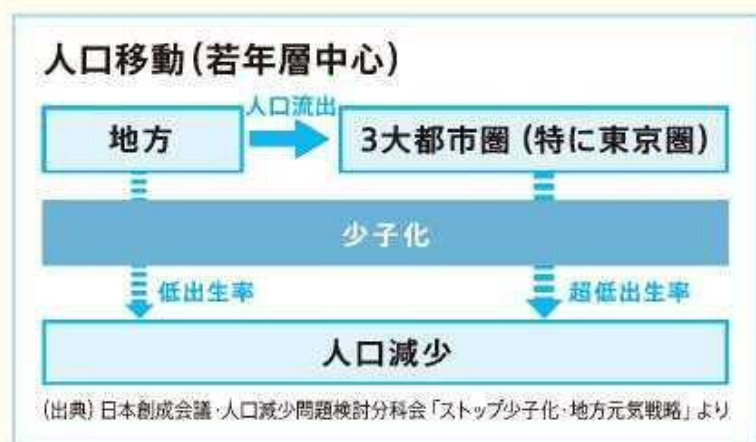 人口移動(若年層中心)
人口流出
地方
3大都市圏(特に東京圏)
少子化
低出生率
超低出生率
人口減少
(出典)日本創成会議・人口減少問題検討分科会「ストップ少子化・地方元気戦略」より